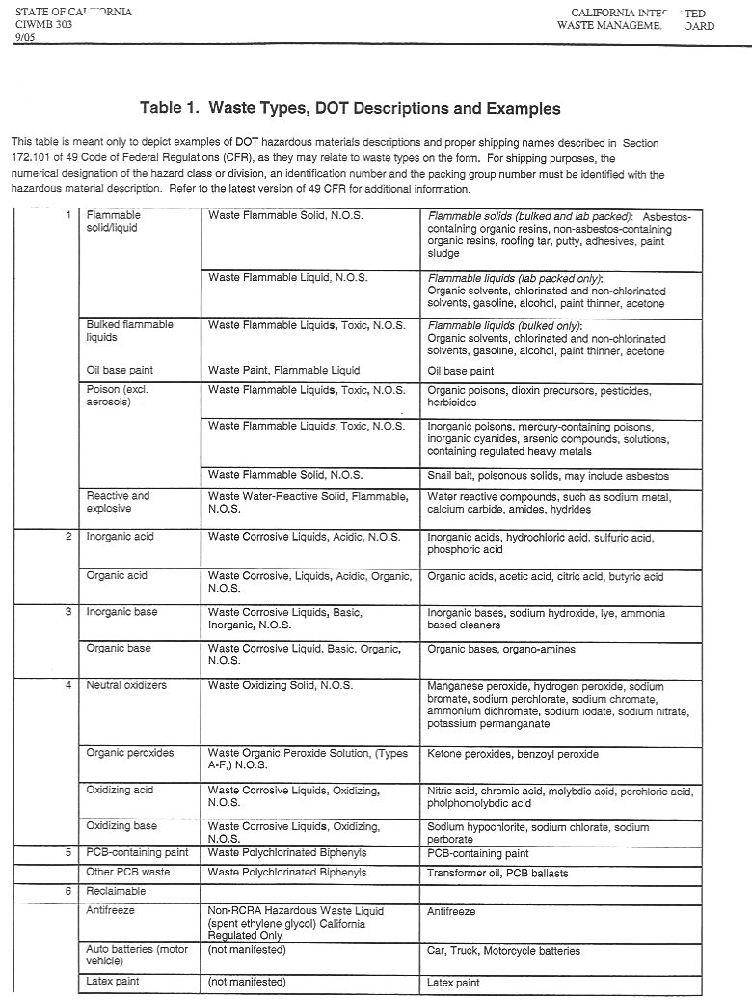 STATE OF CALIFORNIA
CIWMB 303
9/05
CALIFORNIA INTE TED
WASTE MANAGEME OARD
Table 1. Waste Types, DOT Descriptions and Examples
This table is meant only to depict examples of DOT hazardous materials descriptions and proper shipping names described in Section
172.101 of 49 Code of Federal Regulations (CFR), as they may relate to waste types on the form. For shipping purposes, the
numerical designation of the hazard class or division, an identification number and the packing group number must be identified with the
hazardous material description. Refer to the latest version of 49 CFR for additional information.
1
Flammable
solid/liquid
Waste Flammable Solid, N.O.S.
Flammable solids (bulked and lab packed): Asbestos-
containing organic resins, non-asbestos-containing
organic resins, roofing tar, putty, adhesives, paint
sludge
Waste Flammable Liquid, N.O.S.
Flammable liquids (lab packed only):
Organic solvents, chlorinated and non-chlorinated
solvents, gasoline, alcohol, paint thinner, acetone
Bulked flammable
liquids
Waste Flammable Liquids, Toxic, N.O.S.
Flammable liquids (bulked only):
Organic solvents, chlorinated and non-chlorinated
solvents, gasoline, alcohol, paint thinner, acetone
Oil base paint
Waste Paint, Flammable Liquid
Oil base paint
Poison (excl.
aerosols)
Waste Flammable Liquids, Toxic, N.O.S.
Organic poisons, dioxin precursors, pesticides,
herbicides
Waste Flammable Liquids, Toxic, N.O.S.
Inorganic poisons, mercury-containing poisons,
inorganic cyanides, arsenic compounds, solutions,
containing regulated heavy metals
Waste Flammable Solid, N.O.S.
Snail bait, poisonous solids, may include asbestos
Reactive and
explosive
Waste Water-Reactive Solid, Flammable,
N.O.S.
Water reactive compounds, such as sodium metal,
calcium carbide, amides, hydrides
2
Inorganic acid
Waste Corrosive Liquids, Acidic, N.O.S.
Inorganic acids, hydrochloric acid, sulfuric acid,
phosphoric acid
Organic acid
Waste Corrosive, Liquids, Acidic, Organic,
N.O.S.
Organic acids, acetic acid, citric acid, butyric acid
3
Inorganic base
Waste Corrosive Liquids, Basic,
Inorganic, N.O.S.
Inorganic bases, sodium hydroxide, lye, ammonia
based cleaners
Organic base
Waste Corrosive Liquid, Basic, Organic,
N.O.S.
Organic bases, organo-amines
4
Neutral oxidizers
Waste Oxidizing Solid, N.O.S.
Manganese peroxide, hydrogen peroxide, sodium
bromate, sodium perchlorate, sodium chromate,
ammonium dichromate, sodium iodate, sodium nitrate,
potassium permanganate
Organic peroxides
Waste Organic Peroxide Solution, (Types
A-F,) N.O.S.
Ketone peroxides, benzoyl peroxide
Oxidizing acid
Waste Corrosive Liquids, Oxidizing,
N.O.S.
Nitric acid, chromic acid, molybdic acid, perchloric acid,
pholphomolybdic acid
Oxidizing base
Waste Corrosive Liquids, Oxidizing,
N.O.S.
Sodium hypochlorite, sodium chlorate, sodium
perborate
5
PCB-containing paint
Waste Polychlorinated Biphenyls
PCB-containing paint
Other PCB waste
Waste Polychlorinated Biphenyls
Transformer oil, PCB ballasts
6
Reclaimable
Antifreeze
Non-RCRA Hazardous Waste Liquid
(spent ethylene glycol) California
Regulated Only
Antifreeze
Auto batteries (motor
vehicle)
(not manifested)
Car, Truck, Motorcycle batteries
Latex paint
(not manifested)
Latex paint